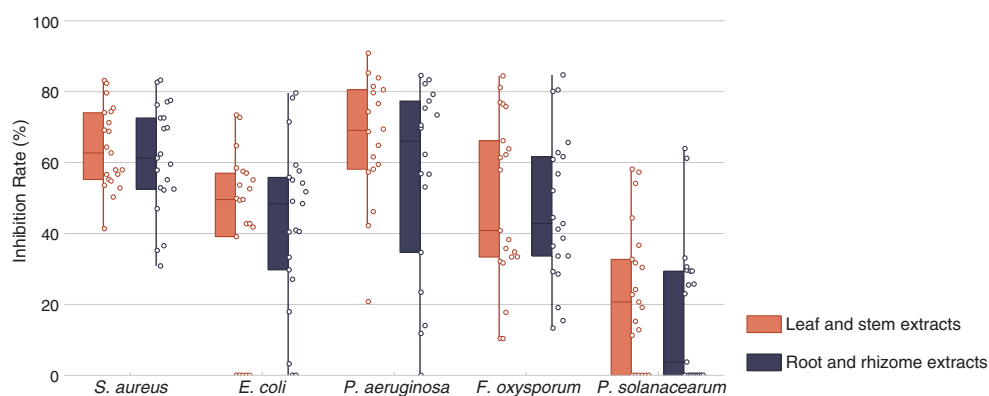 Inhibition Rate (%)
100
80
60
40
20
0
S. aureus
E. coli
P. aeruginosa
F. oxysporum
P. solanacearum
Leaf and stem extracts
Root and rhizome extracts